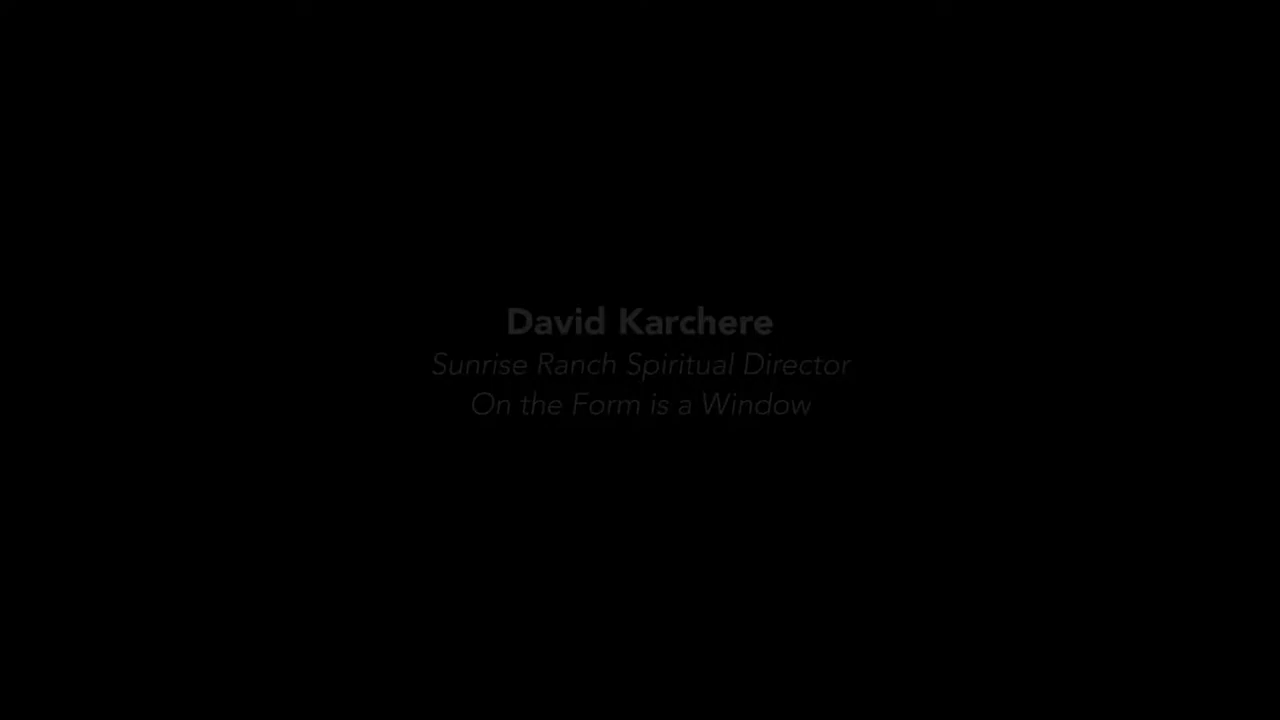 David Karchere
Sunrise Ranch Spiritual Director
On the Form is a Window